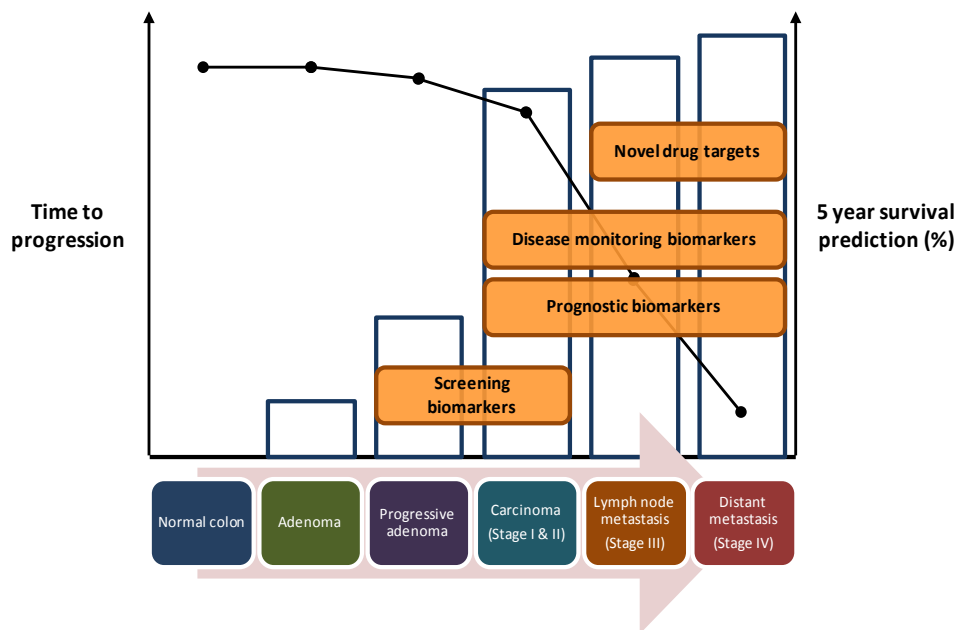 Novel drug targets
Time to
progression
5 year survival
prediction (%)
Disease monitoring biomarkers
Prognostic biomarkers
Screening
biomarkers
Normal colon
Adenoma
Progressive
adenoma
Carcinoma
(Stage I & II)
Lymph node
metastasis
(Stage III)
Distant
metastasis
(Stage IV)